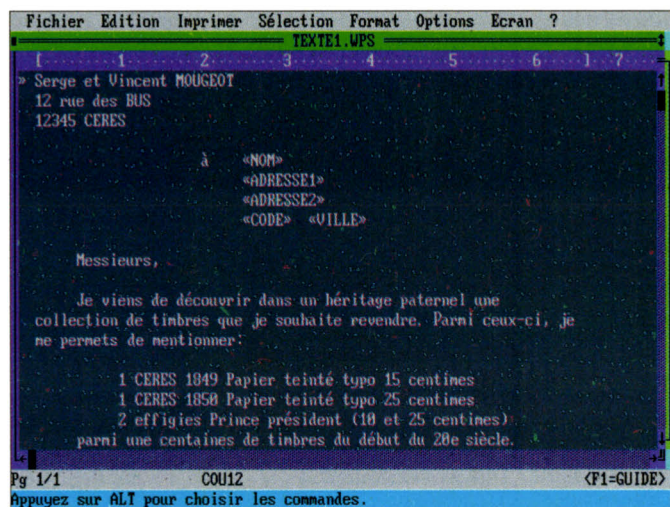 Fichier Edition Imprimer Sélection Format Options Ecran ?
TEXTE1.WPS
[ 1 2 3 4 5 6 ] 7
» Serge et Vincent MOUGEOT
12 rue des BUS
12345 CERES
à «NOM»
«ADRESSE1»
«ADRESSE2»
«CODE» «VILLE»
Messieurs,
Je viens de découvrir dans un héritage paternel une
collection de timbres que je souhaite revendre. Parmi ceux-ci, je
me permets de mentionner:
1 CERES 1849 Papier teinté typo 15 centimes
1 CERES 1850 Papier teinté typo 25 centimes
2 effigies Prince président (10 et 25 centimes)
parmi une centaines de timbres du début du 20e siècle.
Pg 1/1 COU12 <F1=GUIDE>
Appuyez sur ALT pour choisir les commandes.